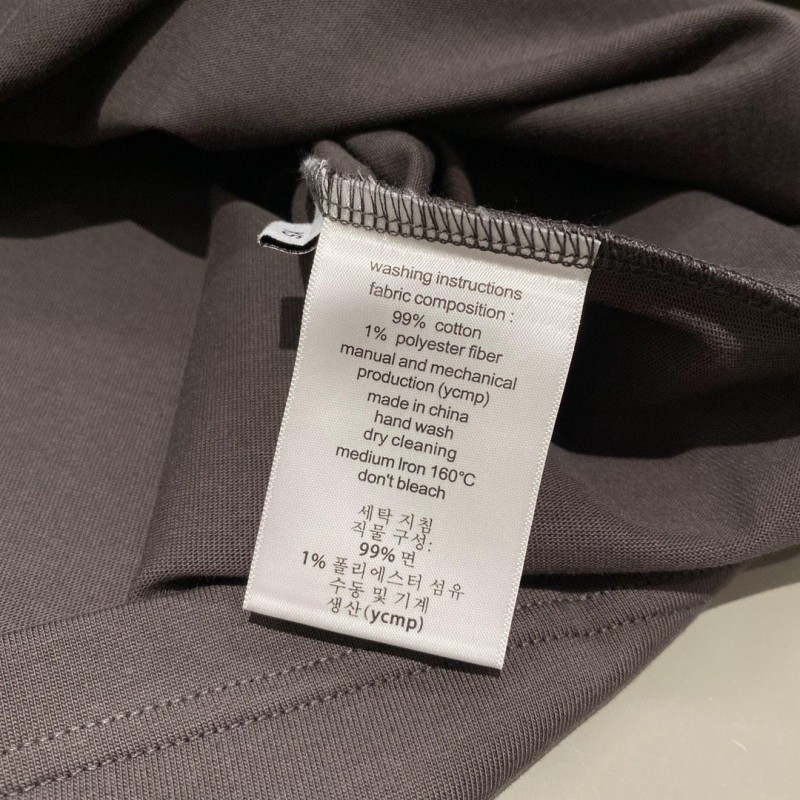 washing instructions
fabric composition :
99% cotton
1% polyester fiber
manual and mechanical
production (ycmp)
made in china
hand wash
dry cleaning
medium Iron 160℃
don't bleach
세탁 지침
직물 구성:
99% 면
1% 폴리에스터 섬유
수동 및 기계
생산(ycmp)